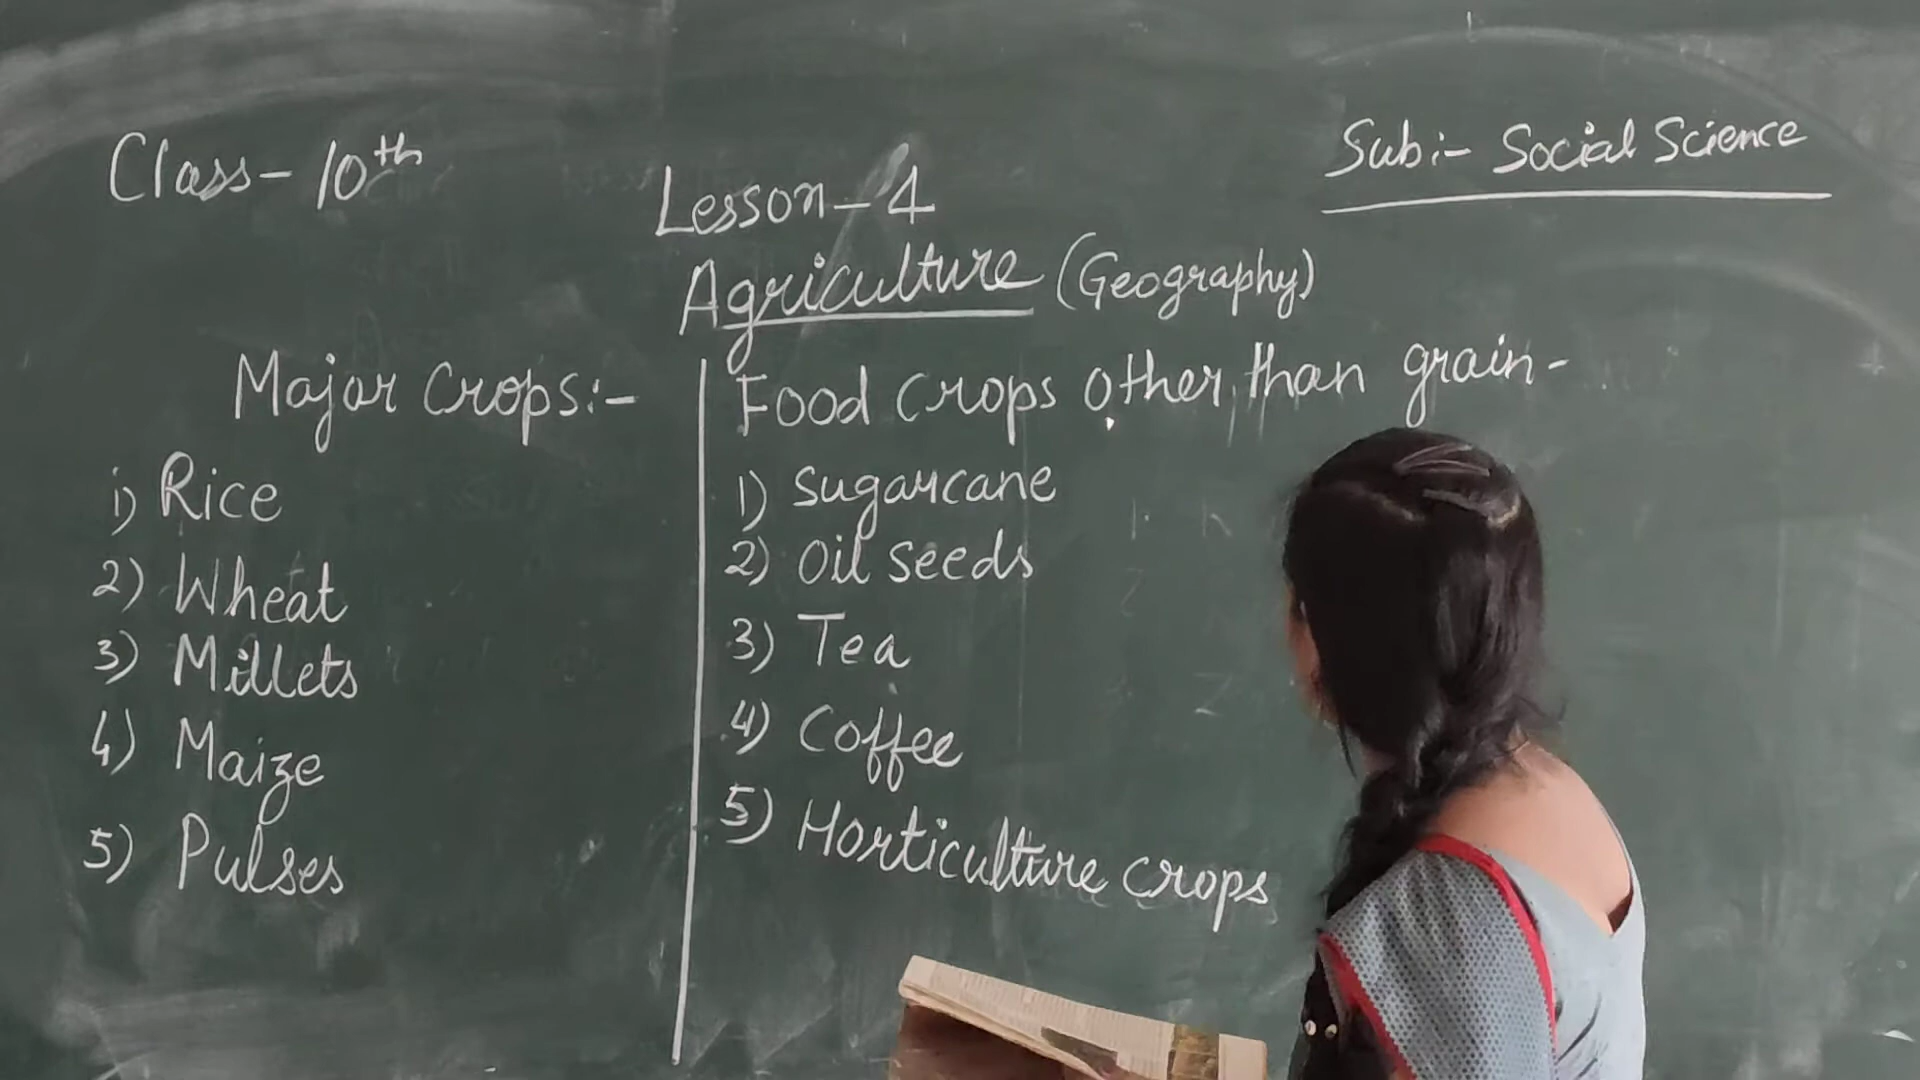 Class- 10th
Sub:- Social Science
Lesson-4
Agriculture (Geography)
Major Crops:-
1) Rice
2) Wheat
3) Millets
4) Maize
5) Pulses
Food crops other than grain-
1) Sugarcane
2) Oil seeds
3) Tea
4) Coffee
5) Horticulture crops